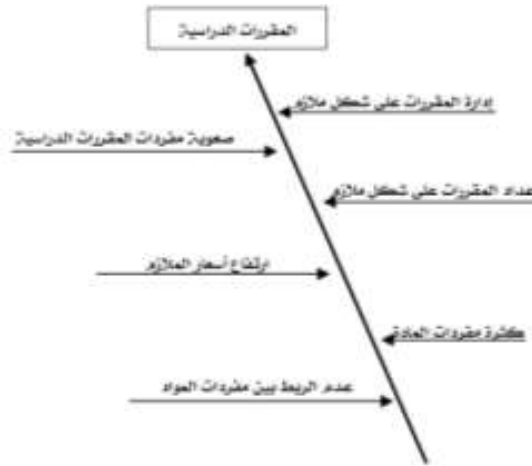 المقررات الدراسية
إدارة المقررات على شكل ملازم
صعوبة مفردات المقررات الدراسية
عداد المقررات على شكل ملازم
ارتفاع أسعار الملازم
كثرة مفردات المادة
عدم الربط بين مفردات المواد